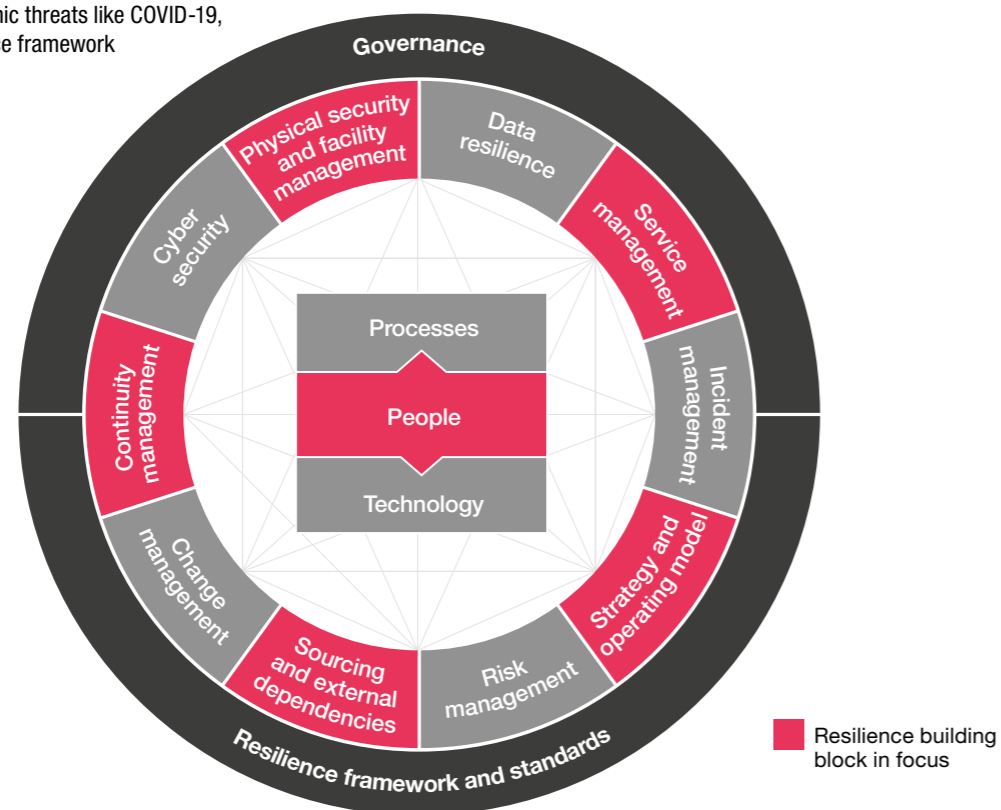 nic threats like COVID-19,
ce framework
Governance
Physical security
and facility
management
Data
resilience
Service
management
Incident
management
Strategy and
operating model
Risk
management
Sourcing
and external
dependencies
Change
management
Continuity
management
Cyber
security
Processes
People
Technology
Resilience framework and standards
Resilience building
block in focus